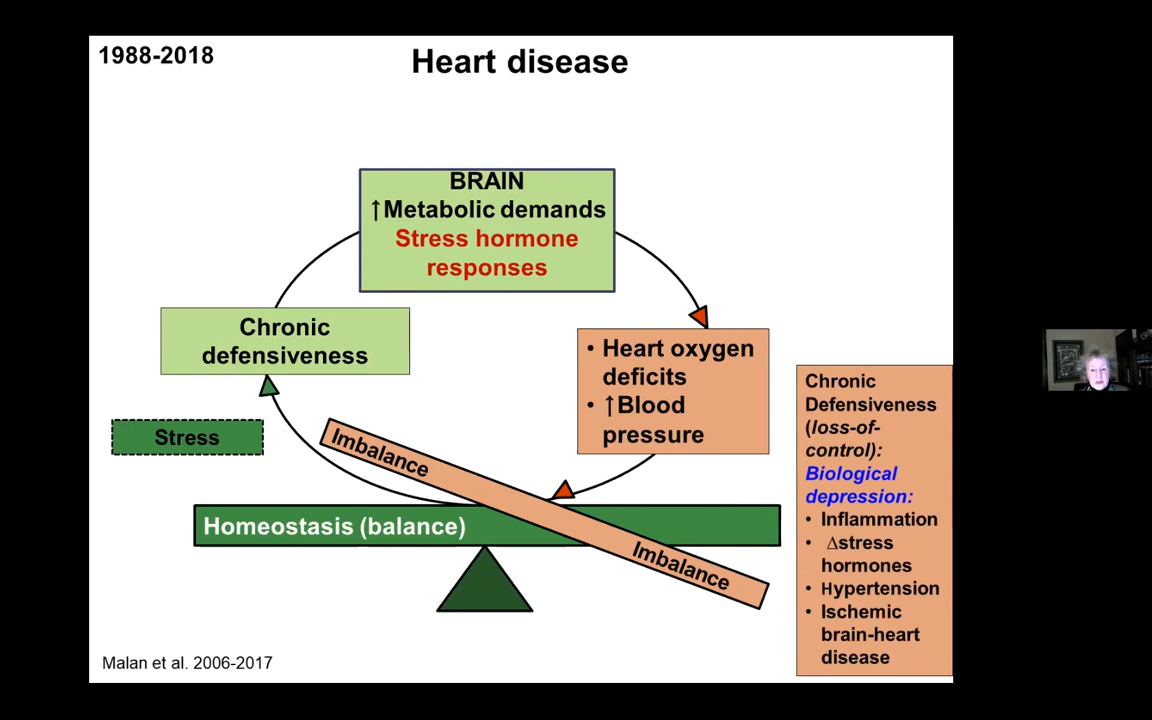 1988-2018
Heart disease
BRAIN
↑Metabolic demands
Stress hormone
responses
Chronic
defensiveness
• Heart oxygen
deficits
• ↑Blood
pressure
Stress
Imbalance
Homeostasis (balance)
Imbalance
Chronic
Defensiveness
(loss-of-
control):
Biological
depression:
• Inflammation
• ∆stress
hormones
• Hypertension
• Ischemic
brain-heart
disease
Malan et al. 2006-2017